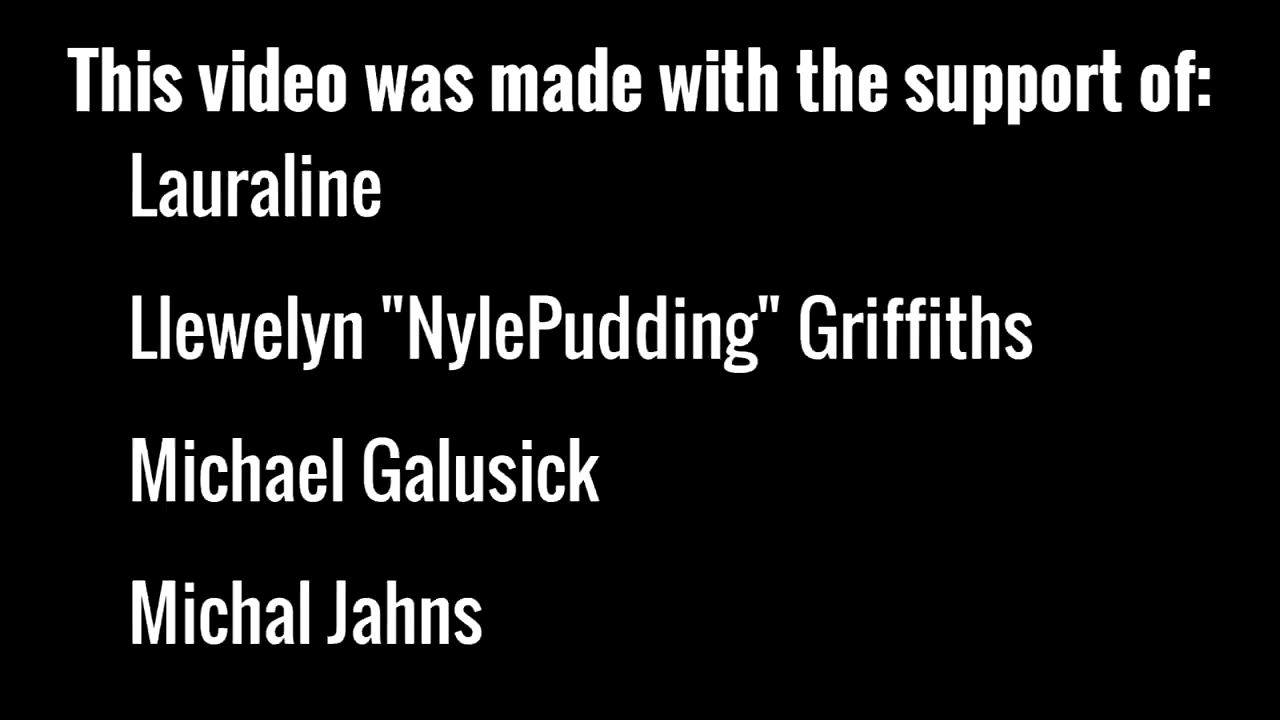 This video was made with the support of:
Lauraline
Llewelyn "NylePudding" Griffiths
Michael Galusick
Michal Jahns